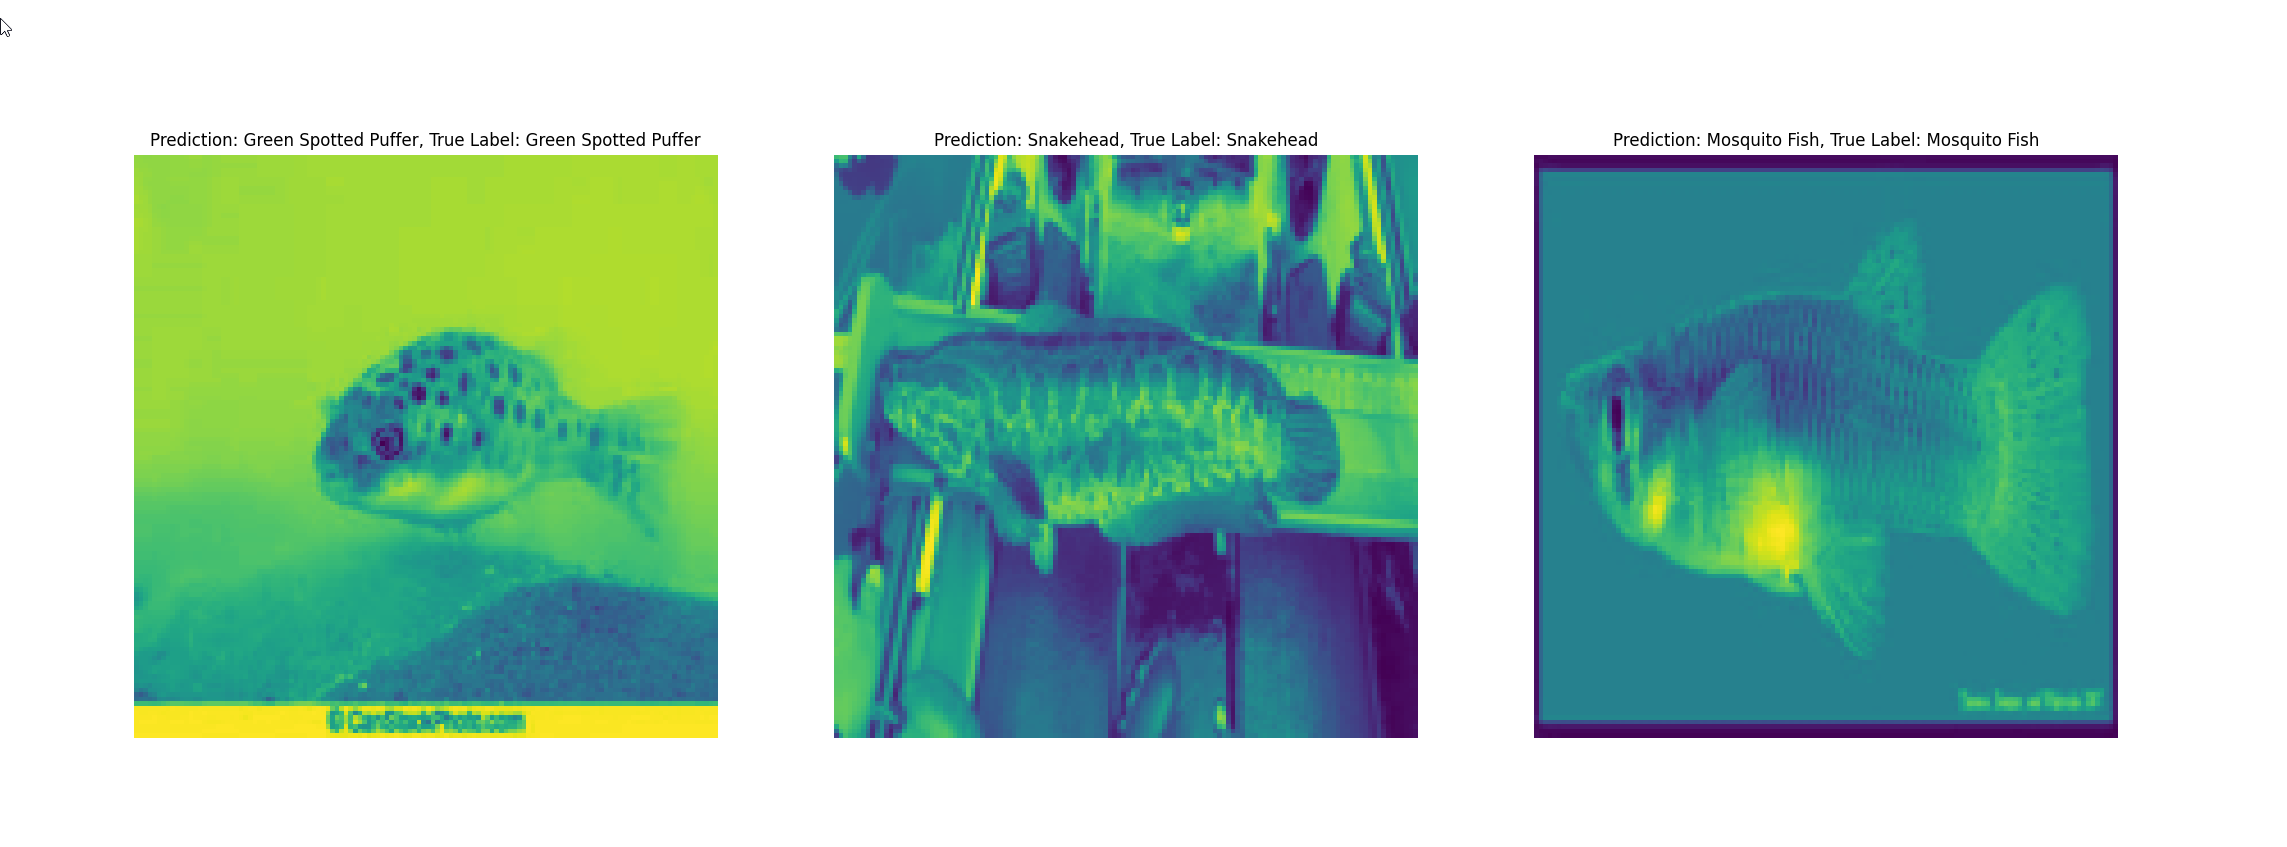 Prediction: Green Spotted Puffer, True Label: Green Spotted Puffer
Prediction: Snakehead, True Label: Snakehead
Prediction: Mosquito Fish, True Label: Mosquito Fish
© CanStockPhoto.com